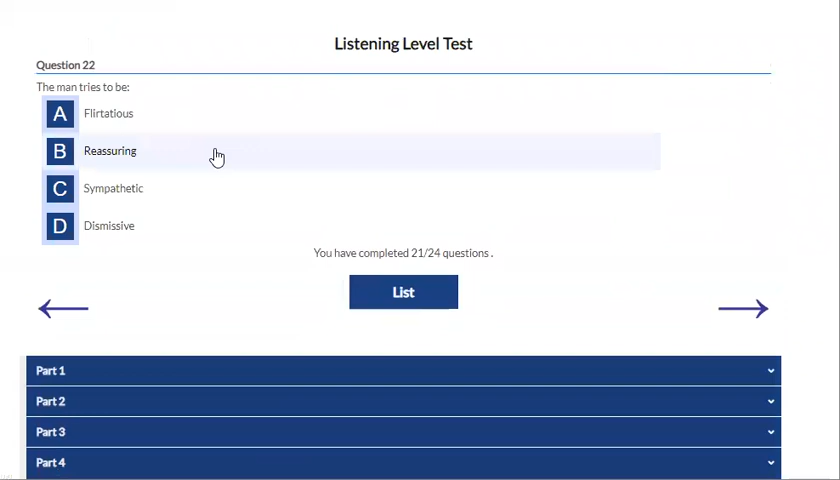 Listening Level Test
Question 22
The man tries to be:
A Flirtatious
B Reassuring
C Sympathetic
D Dismissive
You have completed 21/24 questions .
List
Part 1
Part 2
Part 3
Part 4